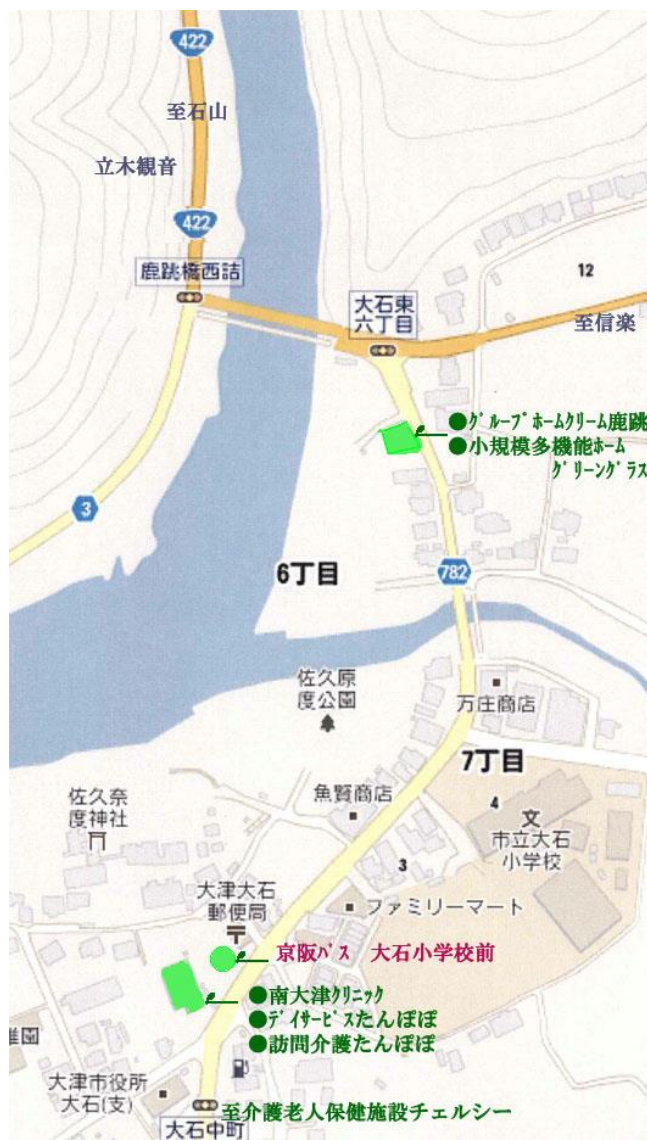 422
至石山
立木観音
422
鹿跳橋西詰
大石東
六丁目
12
至信楽
●グループホームクリーム鹿跳
●小規模多機能ホーム
グリーングラス
3
6丁目
782
佐久原
度公園
万庄商店
7丁目
佐久奈
度神社
魚賢商店
4
文
市立大石
小学校
3
大津大石
郵便局
〒
ファミリーマート
京阪バス 大石小学校前
●南大津クリニック
●デイサービスたんぽぽ
●訪問介護たんぽぽ
稚園
大津市役所
大石(支)
至介護老人保健施設チェルシー
大石中町